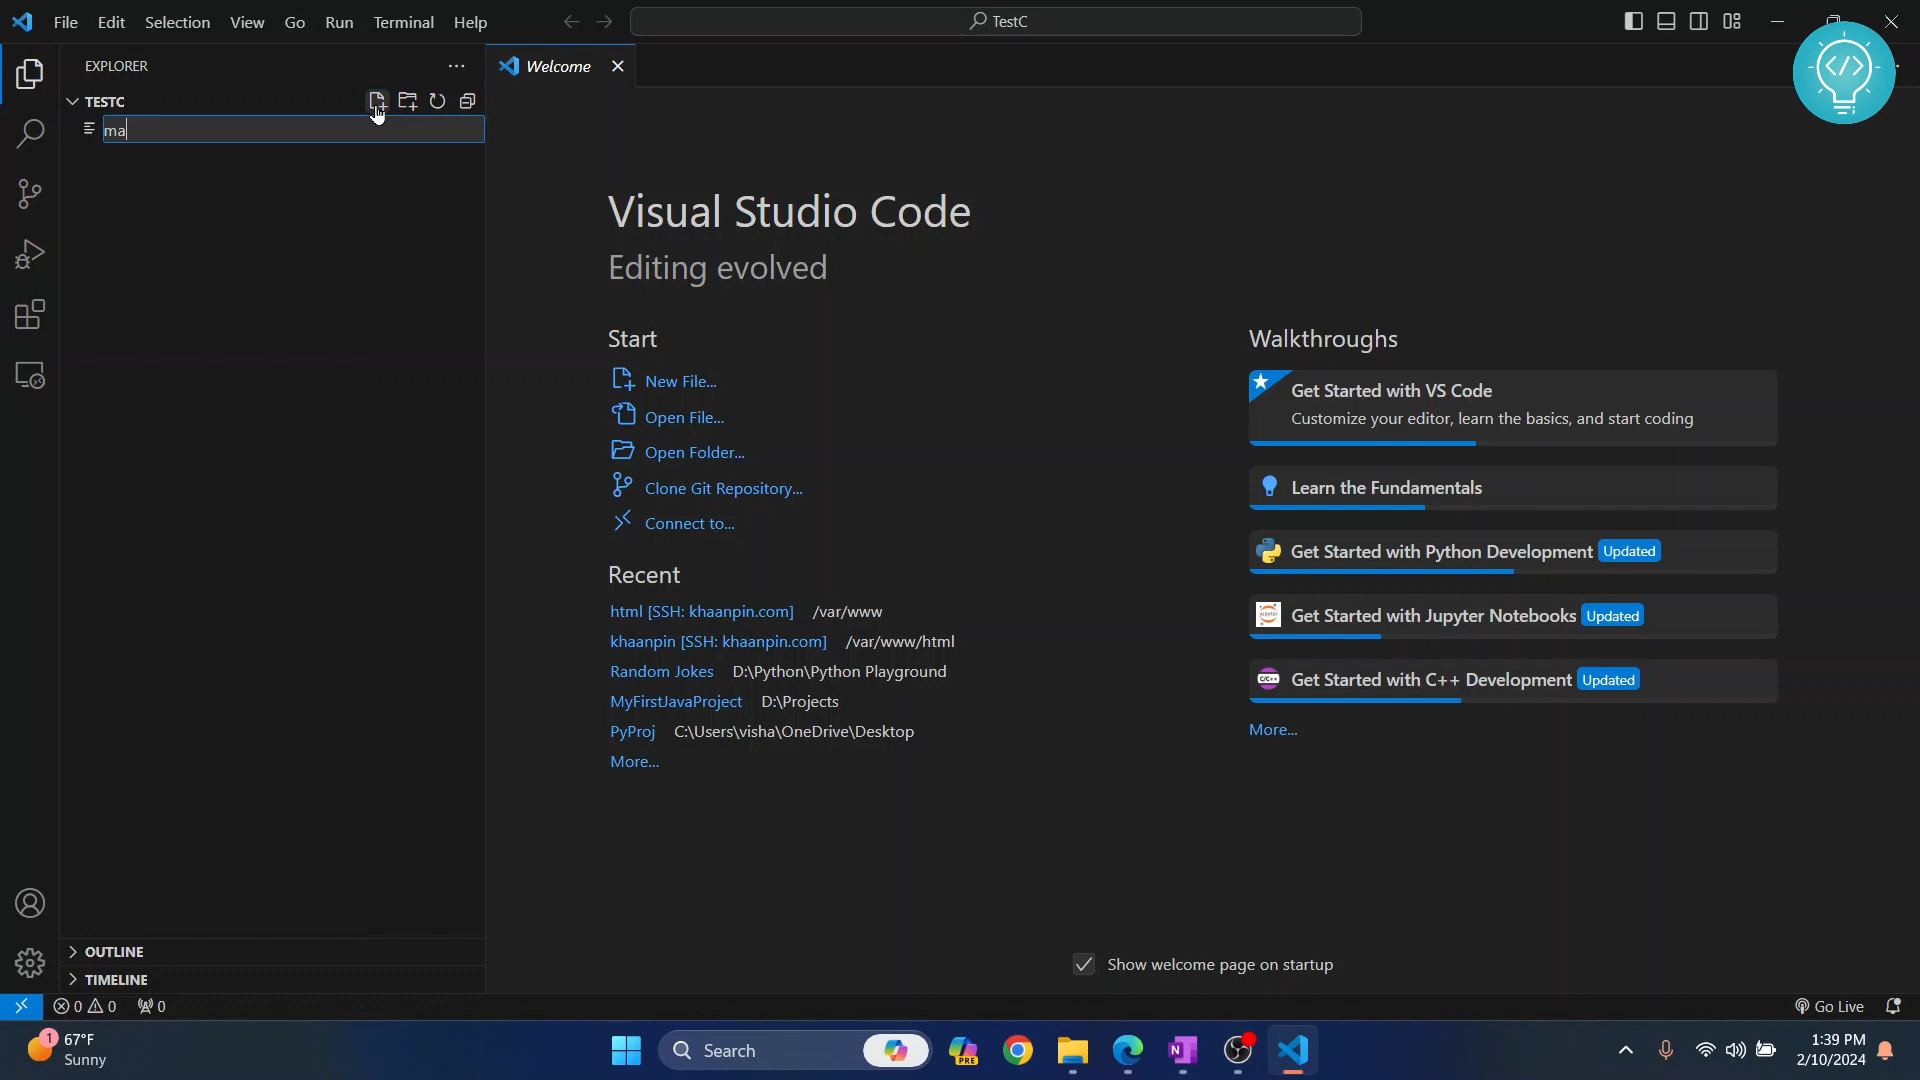 File Edit Selection View Go Run Terminal Help TestC
EXPLORER
Welcome
TESTC
ma
Visual Studio Code
Editing evolved
Start
New File...
Open File...
Open Folder...
Clone Git Repository...
Connect to...
Recent
html [SSH: khaanpin.com] /var/www
khaanpin [SSH: khaanpin.com] /var/www/html
Random Jokes D:\Python\Python Playground
MyFirstJavaProject D:\Projects
PyProj C:\Users\visha\OneDrive\Desktop
More...
Walkthroughs
Get Started with VS Code
Customize your editor, learn the basics, and start coding
Learn the Fundamentals
Get Started with Python Development Updated
Jupyter Get Started with Jupyter Notebooks Updated
C/C++ Get Started with C++ Development Updated
More...
Show welcome page on startup
OUTLINE
TIMELINE
0 0 0
Go Live
1 67°F
Sunny
Search
PRE
N
1:39 PM
2/10/2024